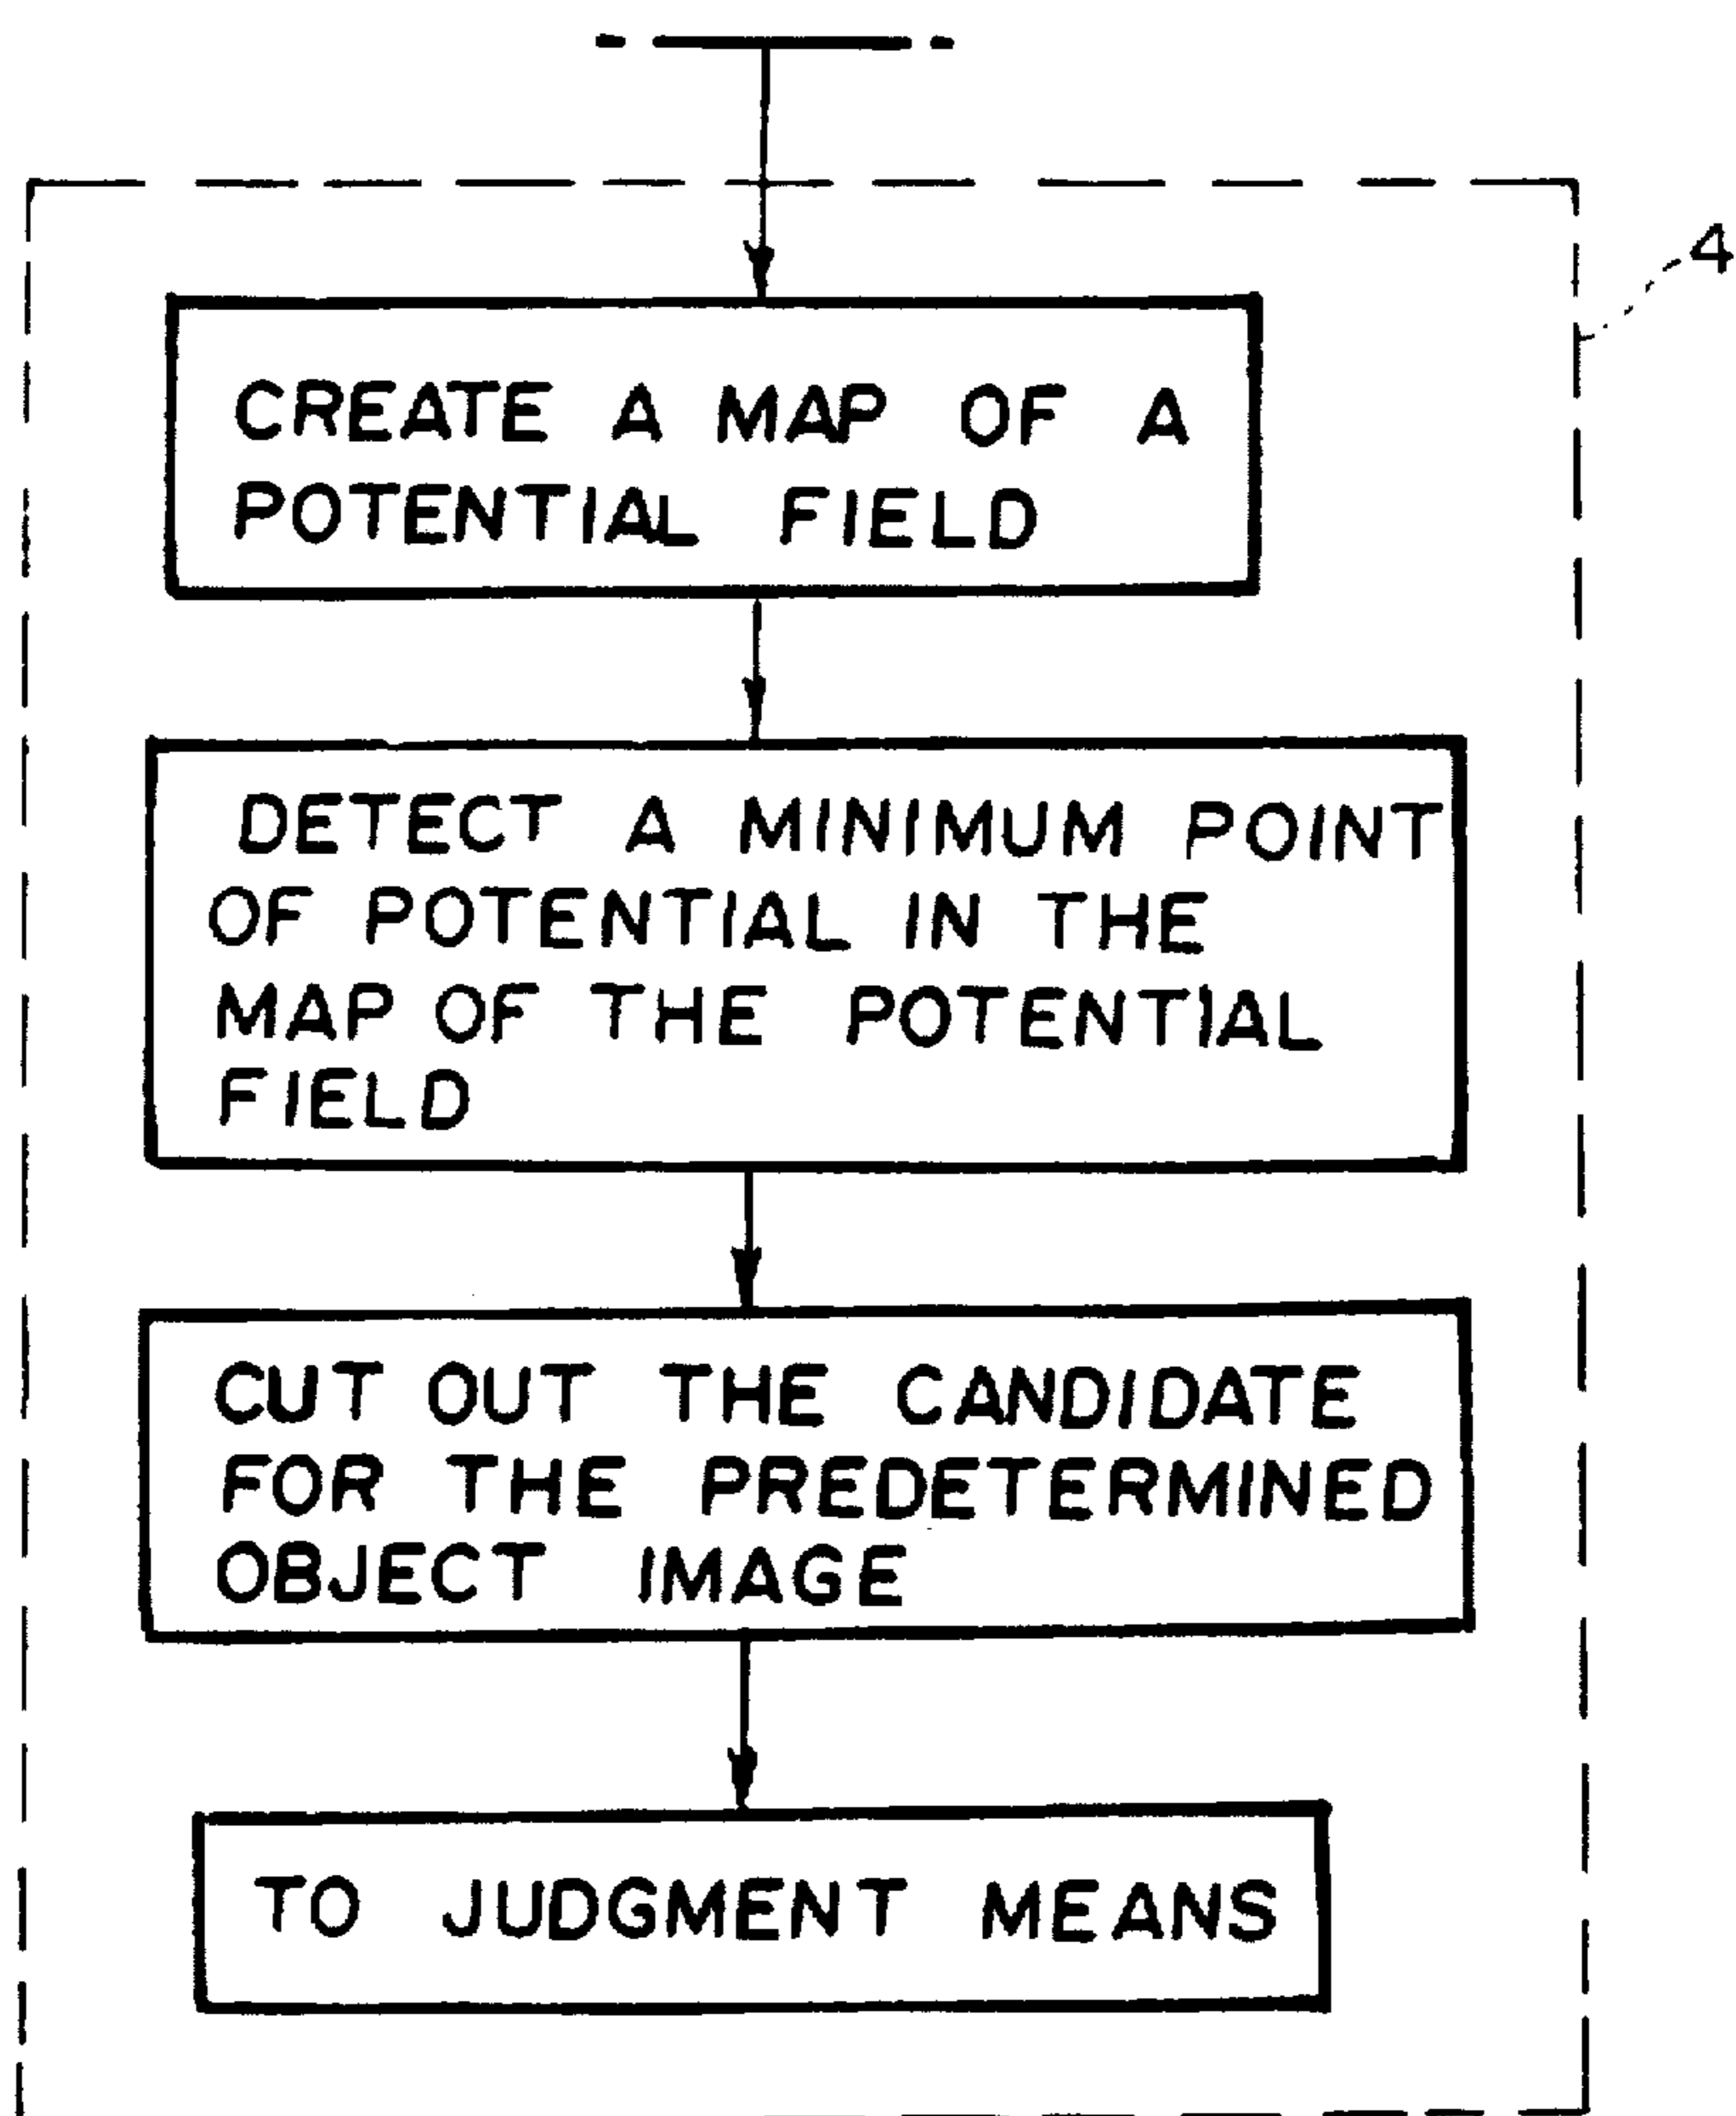 4
CREATE A MAP OF A
POTENTIAL FIELD
DETECT A MINIMUM POINT
OF POTENTIAL IN THE
MAP OF THE POTENTIAL
FIELD
CUT OUT THE CANDIDATE
FOR THE PREDETERMINED
OBJECT IMAGE
TO JUDGMENT MEANS